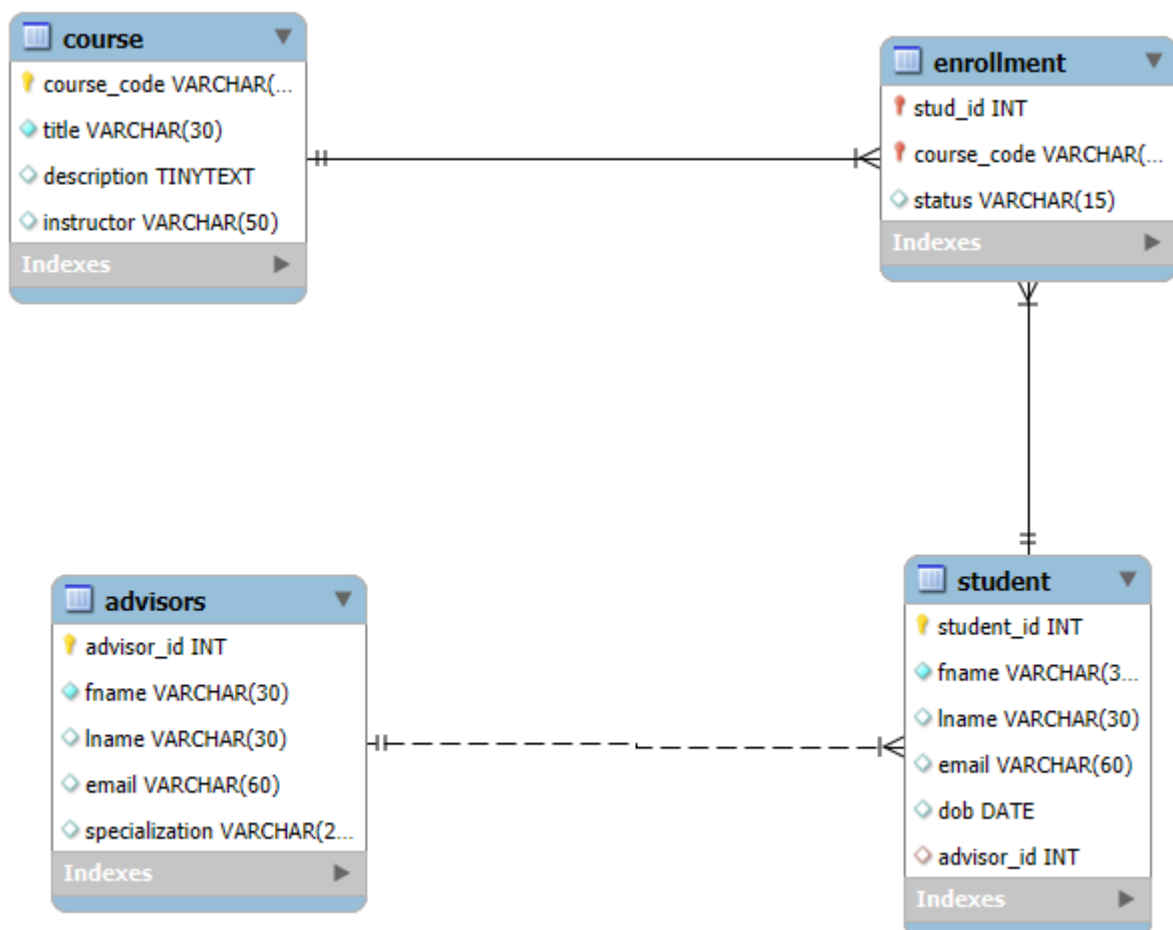 course
course_code VARCHAR(...
title VARCHAR(30)
description TINYTEXT
instructor VARCHAR(50)
Indexes
enrollment
stud_id INT
course_code VARCHAR(...
status VARCHAR(15)
Indexes
advisors
advisor_id INT
fname VARCHAR(30)
lname VARCHAR(30)
email VARCHAR(60)
specialization VARCHAR(2...
Indexes
student
student_id INT
fname VARCHAR(3...
lname VARCHAR(30)
email VARCHAR(60)
dob DATE
advisor_id INT
Indexes